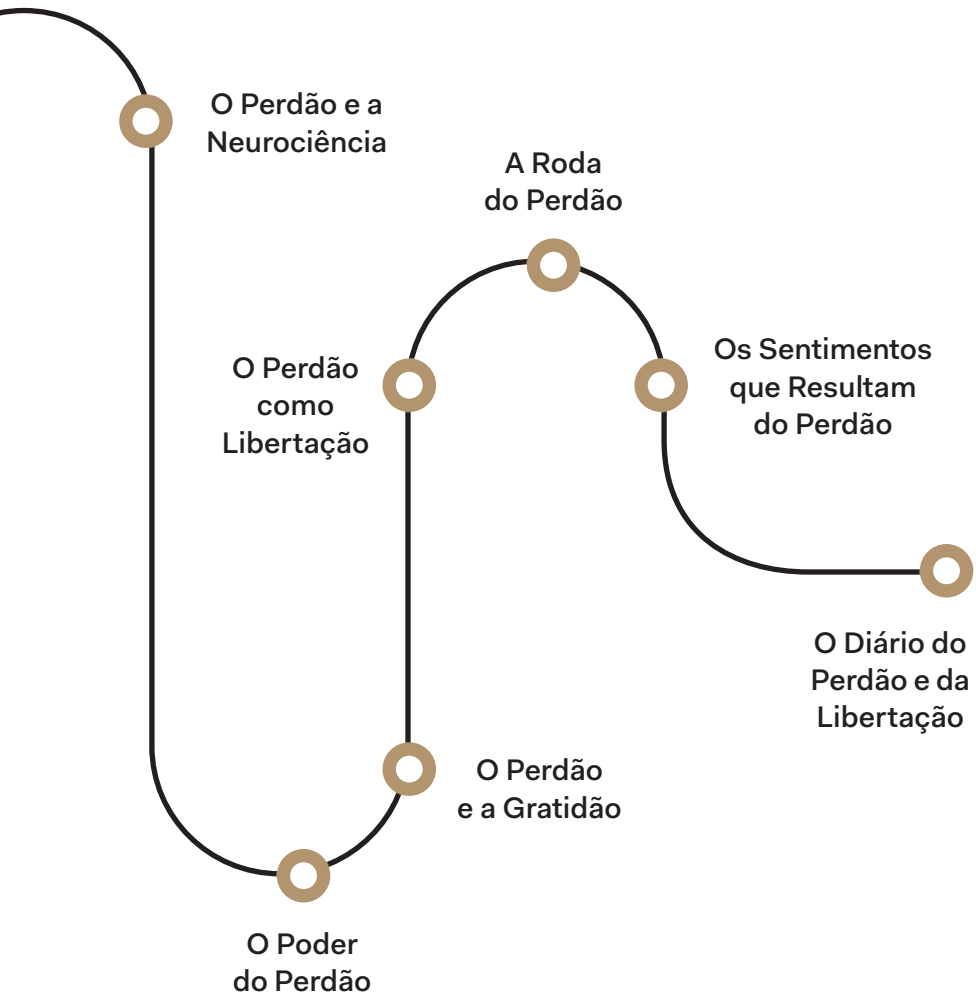 O Perdão e a
Neurociência
A Roda
do Perdão
O Perdão
como
Libertação
Os Sentimentos
que Resultam
do Perdão
O Diário do
Perdão e da
Libertação
O Perdão
e a Gratidão
O Poder
do Perdão